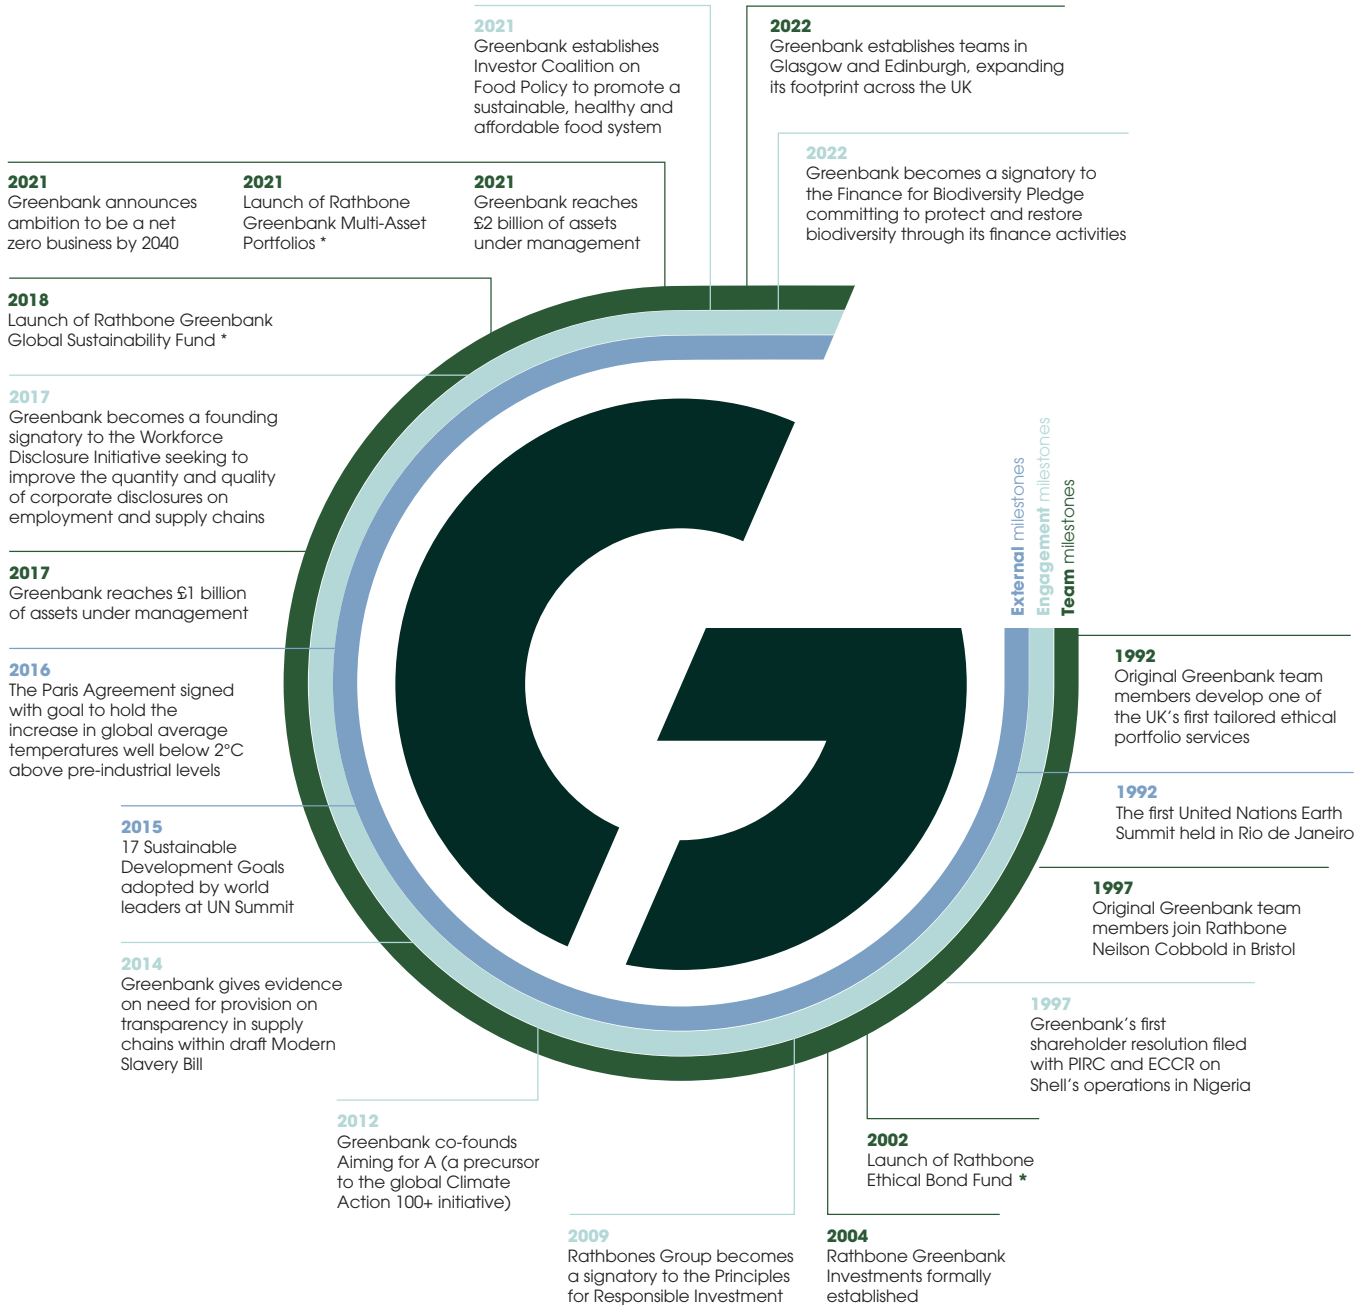 2021
Greenbank establishes
Investor Coalition on
Food Policy to promote a
sustainable, healthy and
affordable food system
2022
Greenbank establishes teams in
Glasgow and Edinburgh, expanding
its footprint across the UK
2022
Greenbank becomes a signatory to
the Finance for Biodiversity Pledge
committing to protect and restore
biodiversity through its finance activities
2021
Greenbank announces
ambition to be a net
zero business by 2040
2021
Launch of Rathbone
Greenbank Multi-Asset
Portfolios *
2021
Greenbank reaches
£2 billion of assets
under management
2018
Launch of Rathbone Greenbank
Global Sustainability Fund *
2017
Greenbank becomes a founding
signatory to the Workforce
Disclosure Initiative seeking to
improve the quantity and quality
of corporate disclosures on
employment and supply chains
2017
Greenbank reaches £1 billion
of assets under management
2016
The Paris Agreement signed
with goal to hold the
increase in global average
temperatures well below 2°C
above pre-industrial levels
2015
17 Sustainable
Development Goals
adopted by world
leaders at UN Summit
2014
Greenbank gives evidence
on need for provision on
transparency in supply
chains within draft Modern
Slavery Bill
2012
Greenbank co-founds
Aiming for A (a precursor
to the global Climate
Action 100+ initiative)
2009
Rathbones Group becomes
a signatory to the Principles
for Responsible Investment
2004
Rathbone Greenbank
Investments formally
established
2002
Launch of Rathbone
Ethical Bond Fund *
1997
Greenbank's first
shareholder resolution filed
with PIRC and ECCR on
Shell's operations in Nigeria
1997
Original Greenbank team
members join Rathbone
Neilson Cobbold in Bristol
1992
The first United Nations Earth
Summit held in Rio de Janeiro
1992
Original Greenbank team
members develop one of
the UK's first tailored ethical
portfolio services
External milestones
Engagement milestones
Team milestones